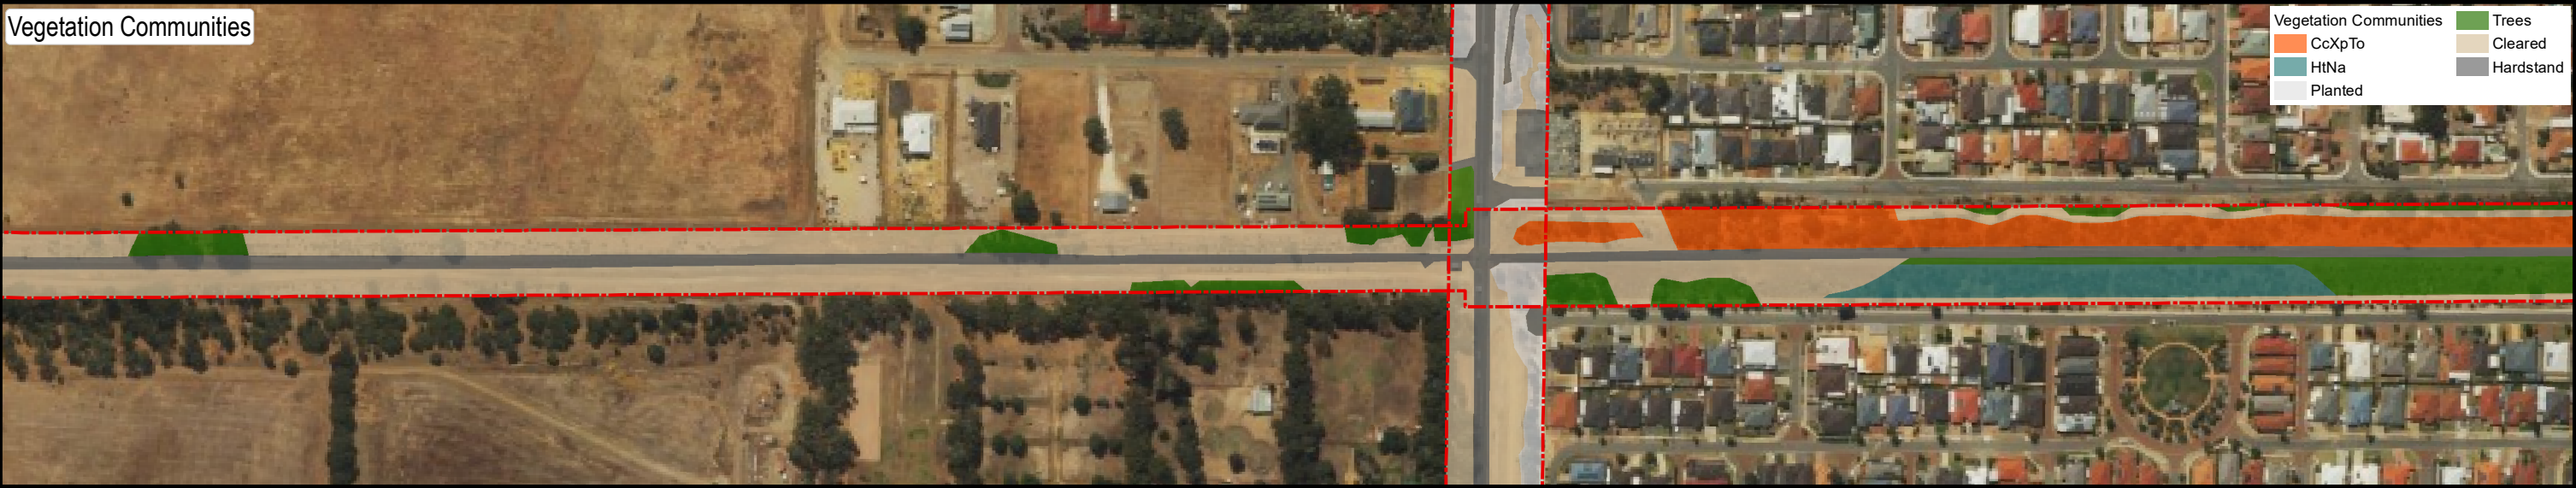 Vegetation Communities
Vegetation Communities
CcXpTo
HtNa
Planted
Trees
Cleared
Hardstand